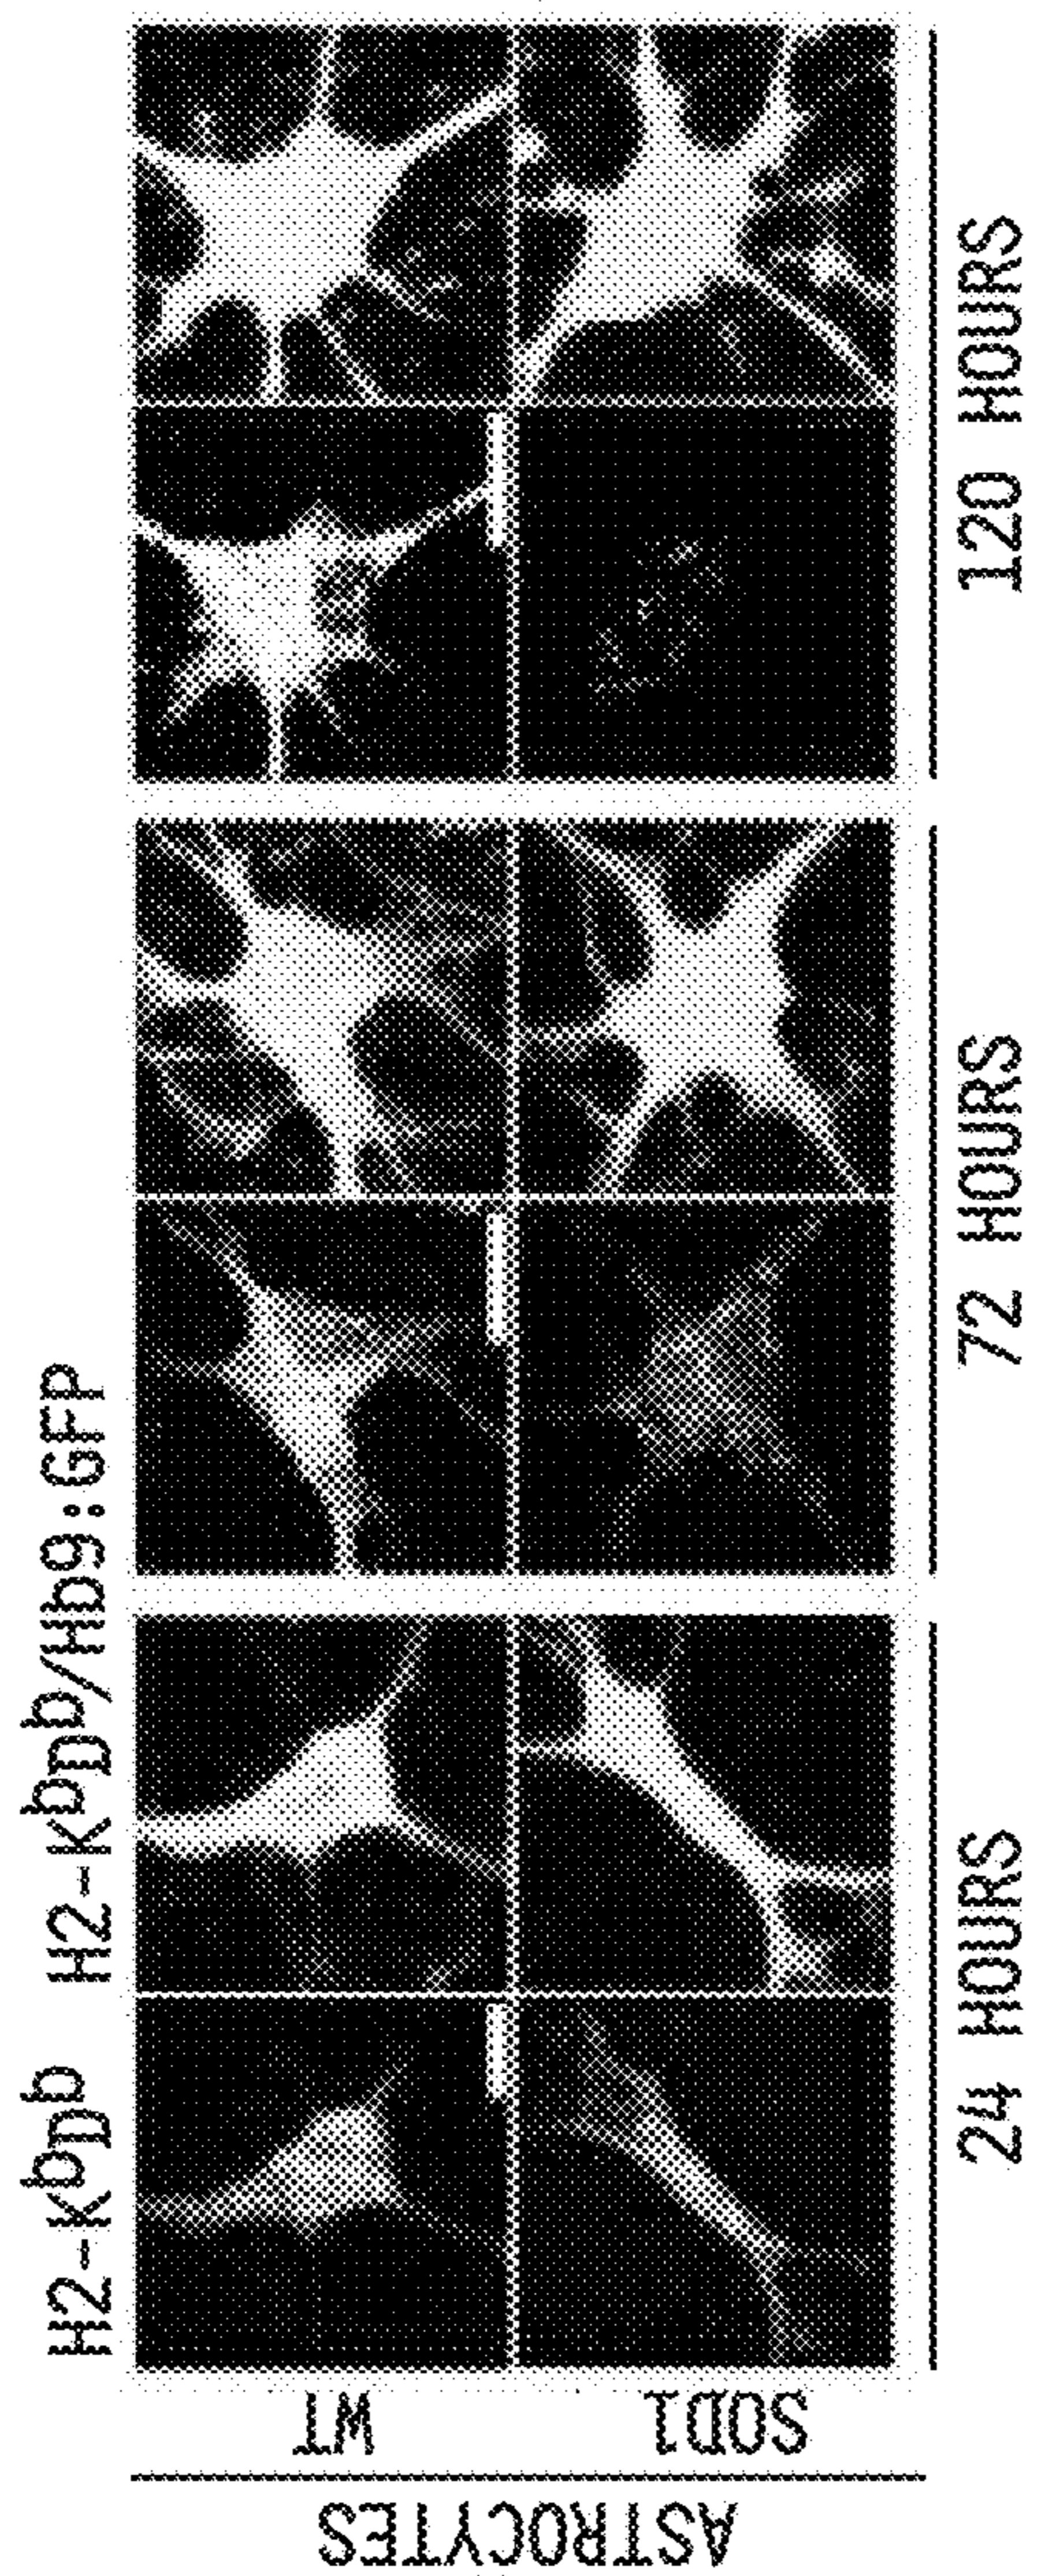 H2-KᵇDᵇ H2-KᵇDᵇ/Hb9:GFP
ASTROCYTES
WT
SOD1
24 HOURS
72 HOURS
120 HOURS